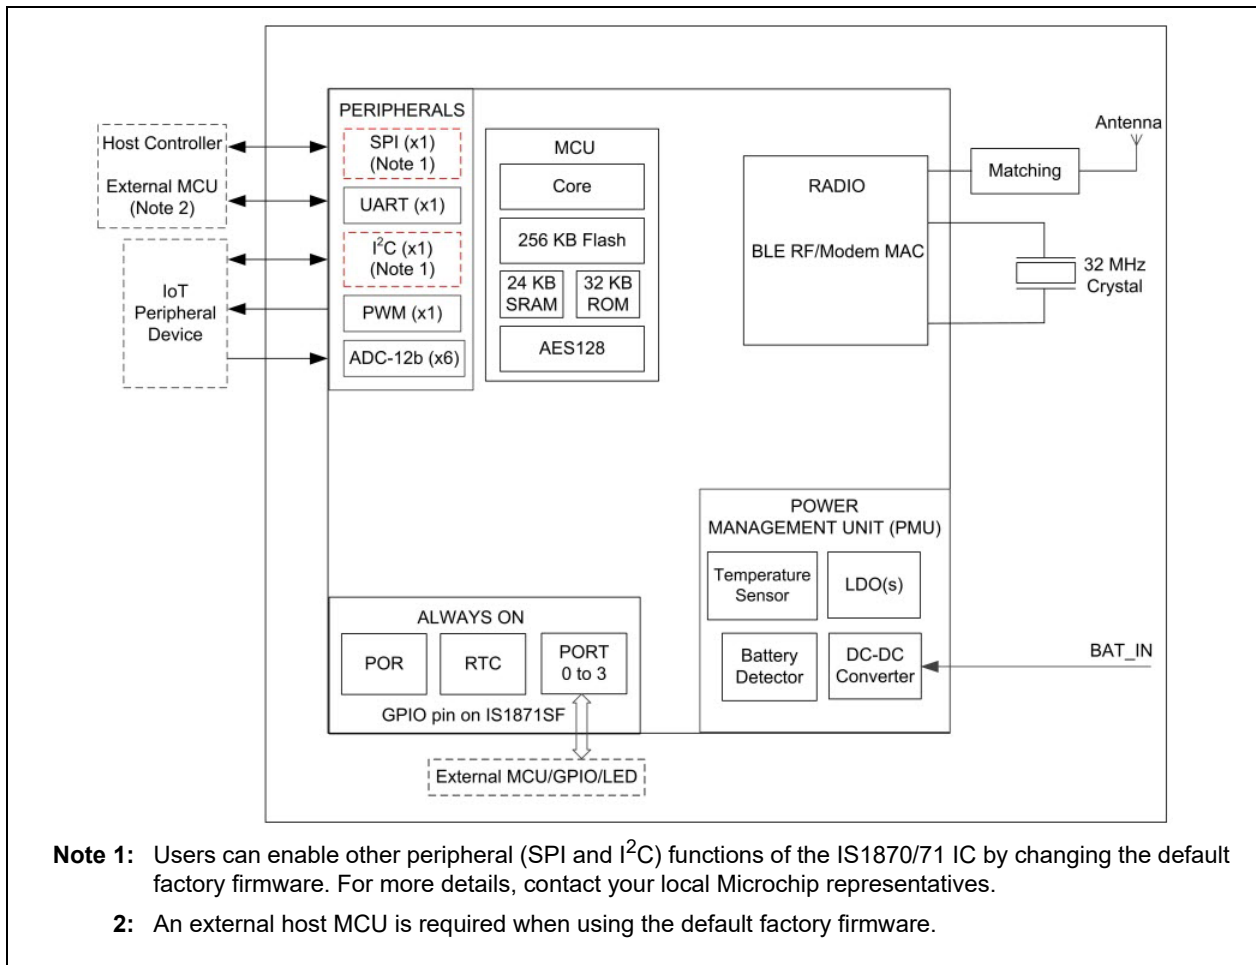 PERIPHERALS
Host Controller
External MCU
(Note 2)
IoT
Peripheral
Device
SPI (x1)
(Note 1)
UART (x1)
I²C (x1)
(Note 1)
PWM (x1)
ADC-12b (x6)
MCU
Core
256 KB Flash
24 KB
SRAM
32 KB
ROM
AES128
RADIO
BLE RF/Modem MAC
Matching
Antenna
32 MHz
Crystal
POWER
MANAGEMENT UNIT (PMU)
Temperature
Sensor
LDO(s)
Battery
Detector
DC-DC
Converter
BAT_IN
ALWAYS ON
POR
RTC
PORT
0 to 3
GPIO pin on IS1871SF
External MCU/GPIO/LED
Note 1: Users can enable other peripheral (SPI and I²C) functions of the IS1870/71 IC by changing the default
factory firmware. For more details, contact your local Microchip representatives.
2: An external host MCU is required when using the default factory firmware.